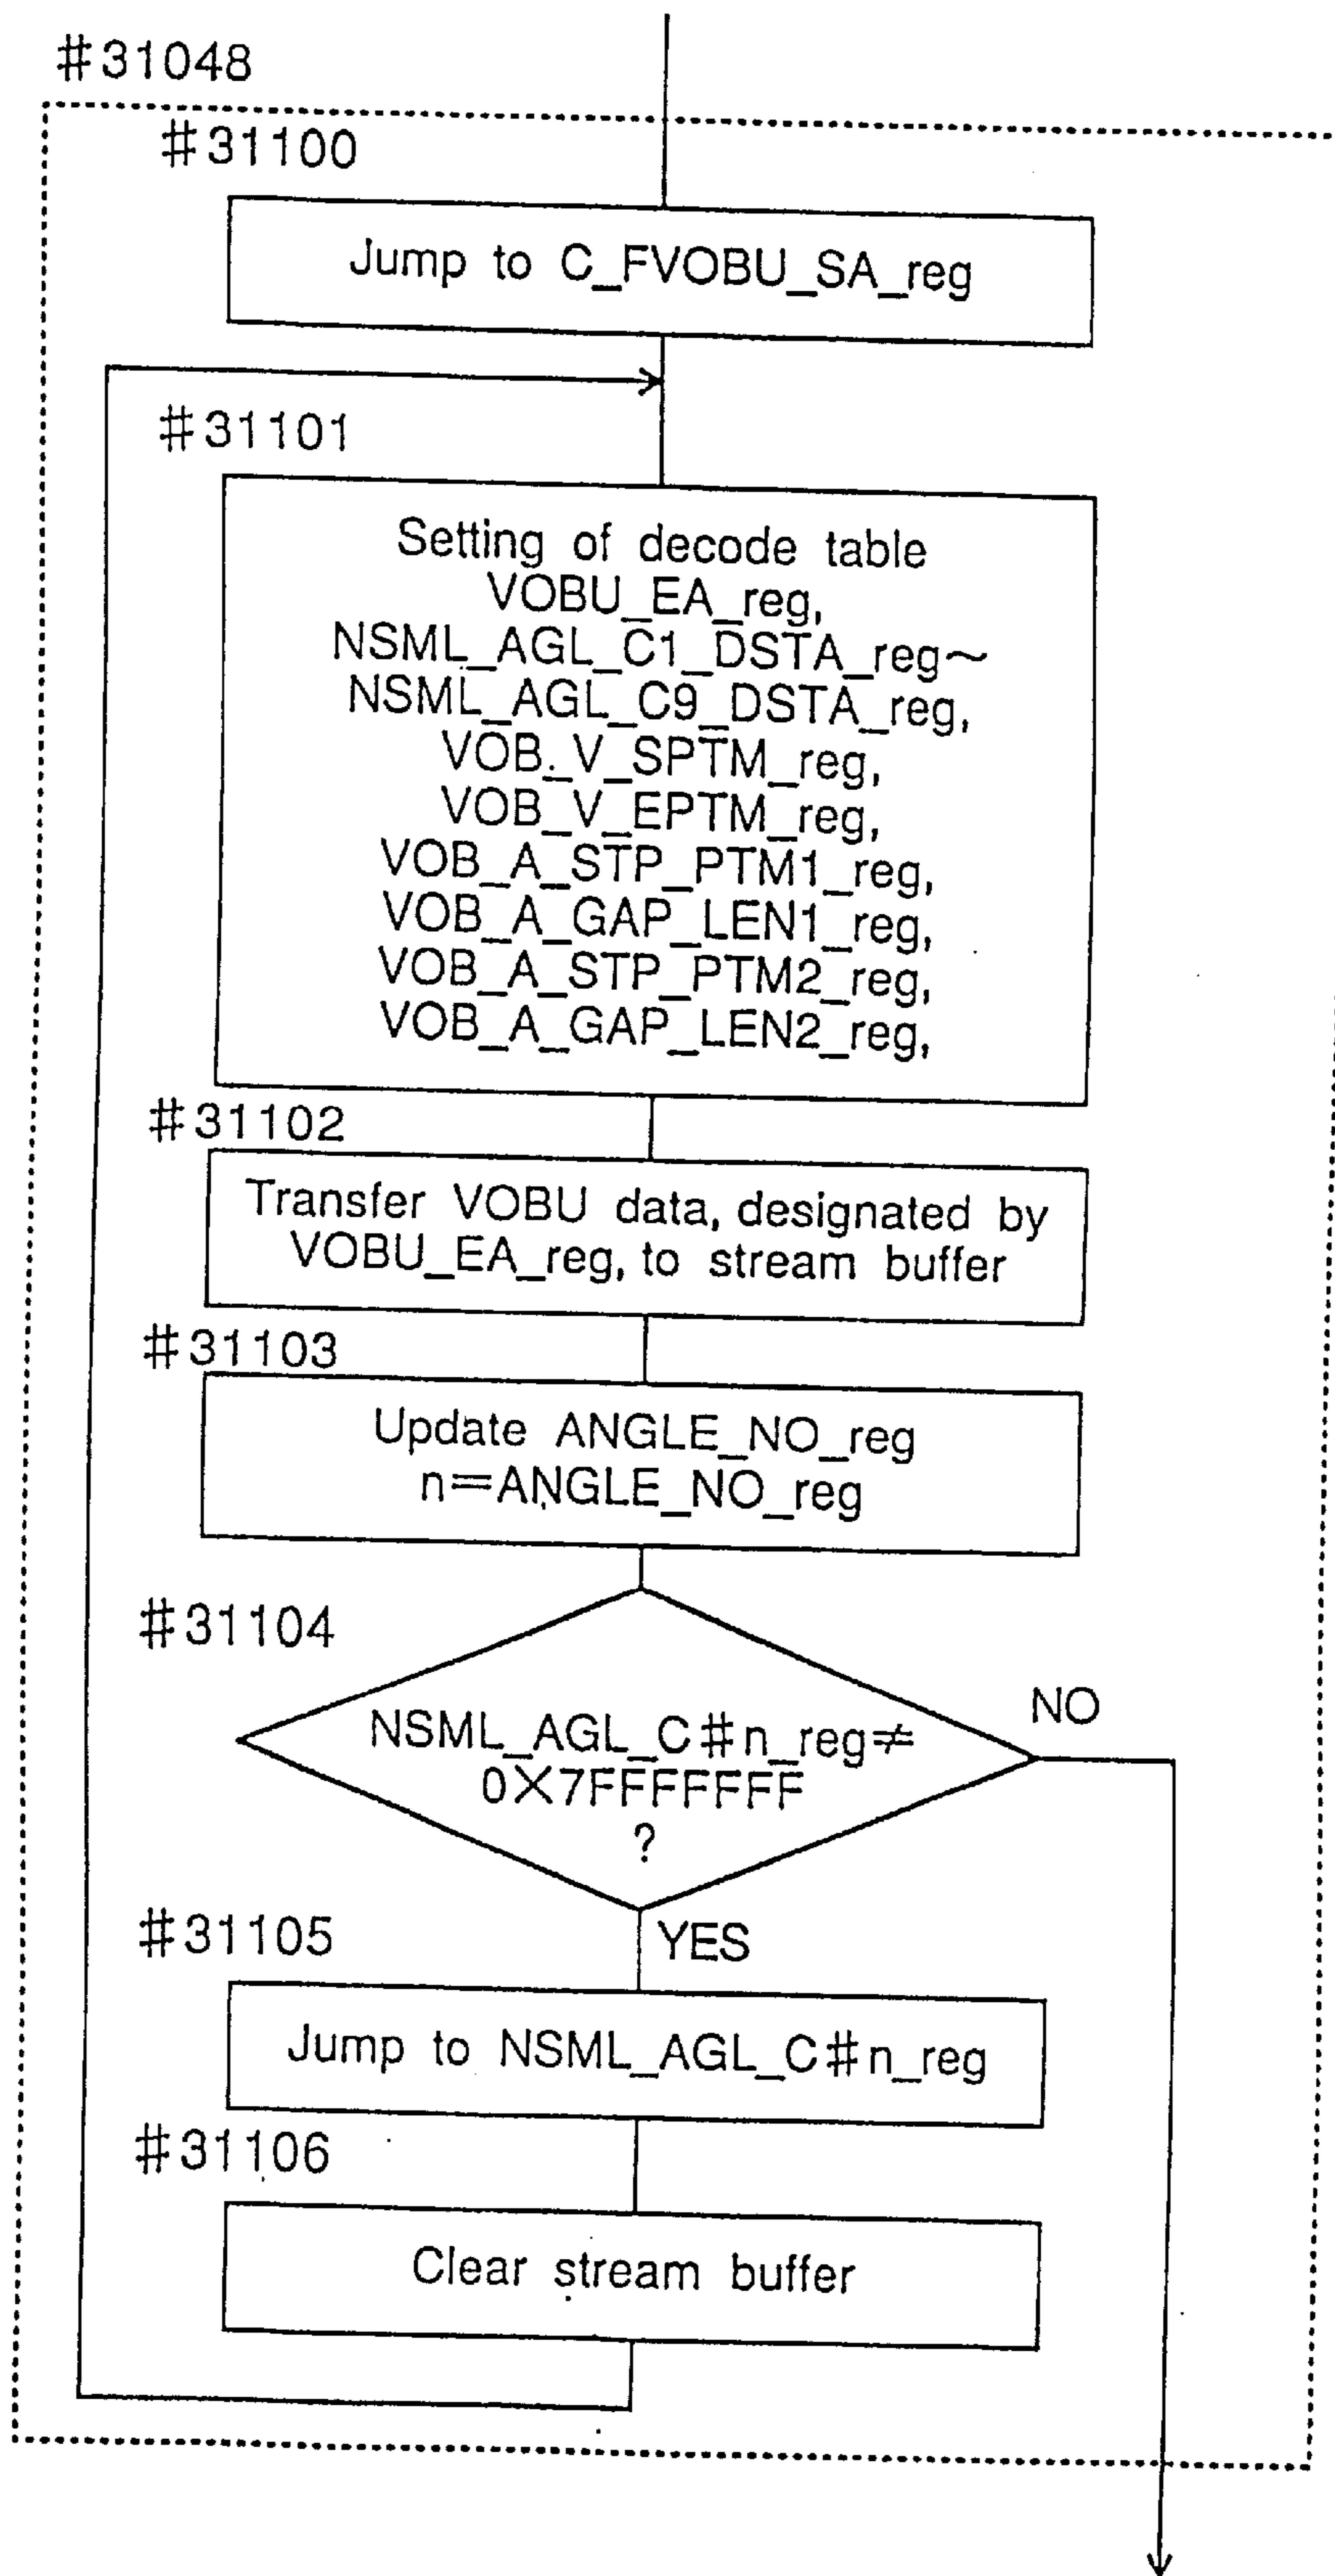 #31048
#31100
Jump to C_FVOBU_SA_reg
#31101
Setting of decode table
VOBU_EA_reg,
NSML_AGL_C1_DSTA_reg~
NSML_AGL_C9_DSTA_reg,
VOB_V_SPTM_reg,
VOB_V_EPTM_reg,
VOB_A_STP_PTM1_reg,
VOB_A_GAP_LEN1_reg,
VOB_A_STP_PTM2_reg,
VOB_A_GAP_LEN2_reg,
#31102
Transfer VOBU data, designated by
VOBU_EA_reg, to stream buffer
#31103
Update ANGLE_NO_reg
n=ANGLE_NO_reg
#31104
NSML_AGL_C#n_reg≠
0X7FFFFFFF
?
NO
YES
#31105
Jump to NSML_AGL_C#n_reg
#31106
Clear stream buffer